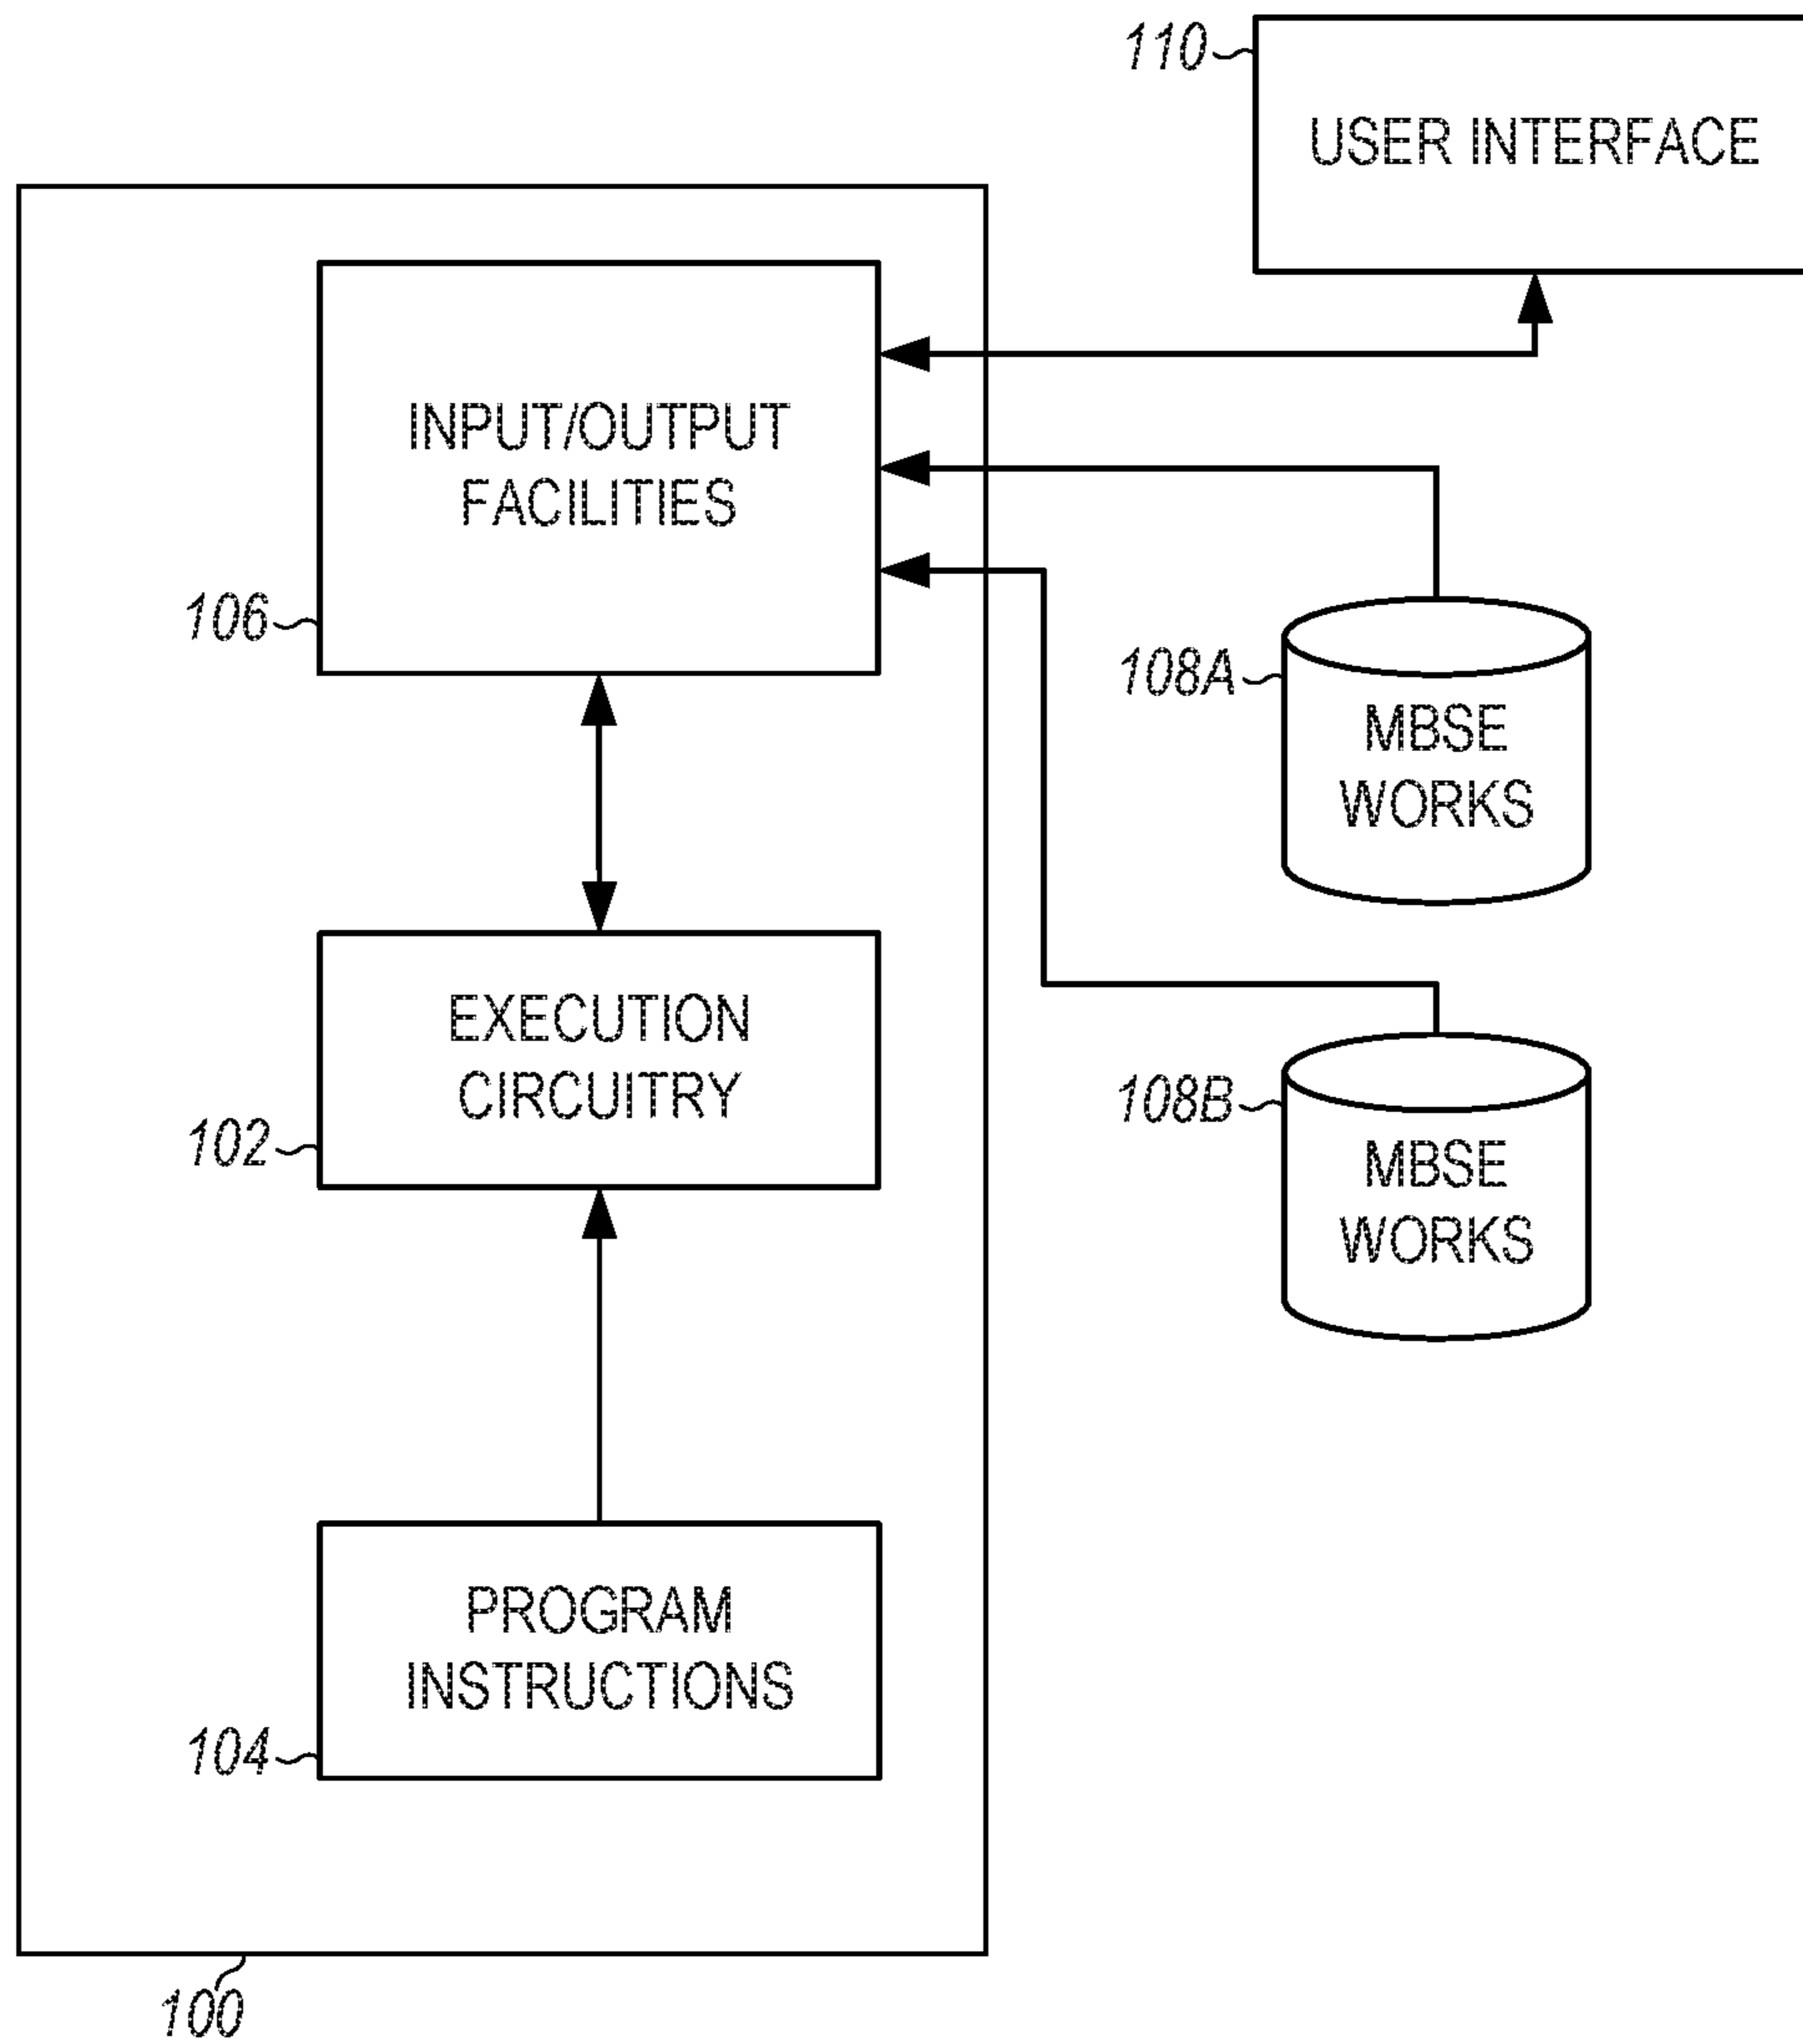 110
USER INTERFACE
INPUT/OUTPUT
FACILITIES
106
108A
MBSE
WORKS
EXECUTION
CIRCUITRY
102
108B
MBSE
WORKS
PROGRAM
INSTRUCTIONS
104
100